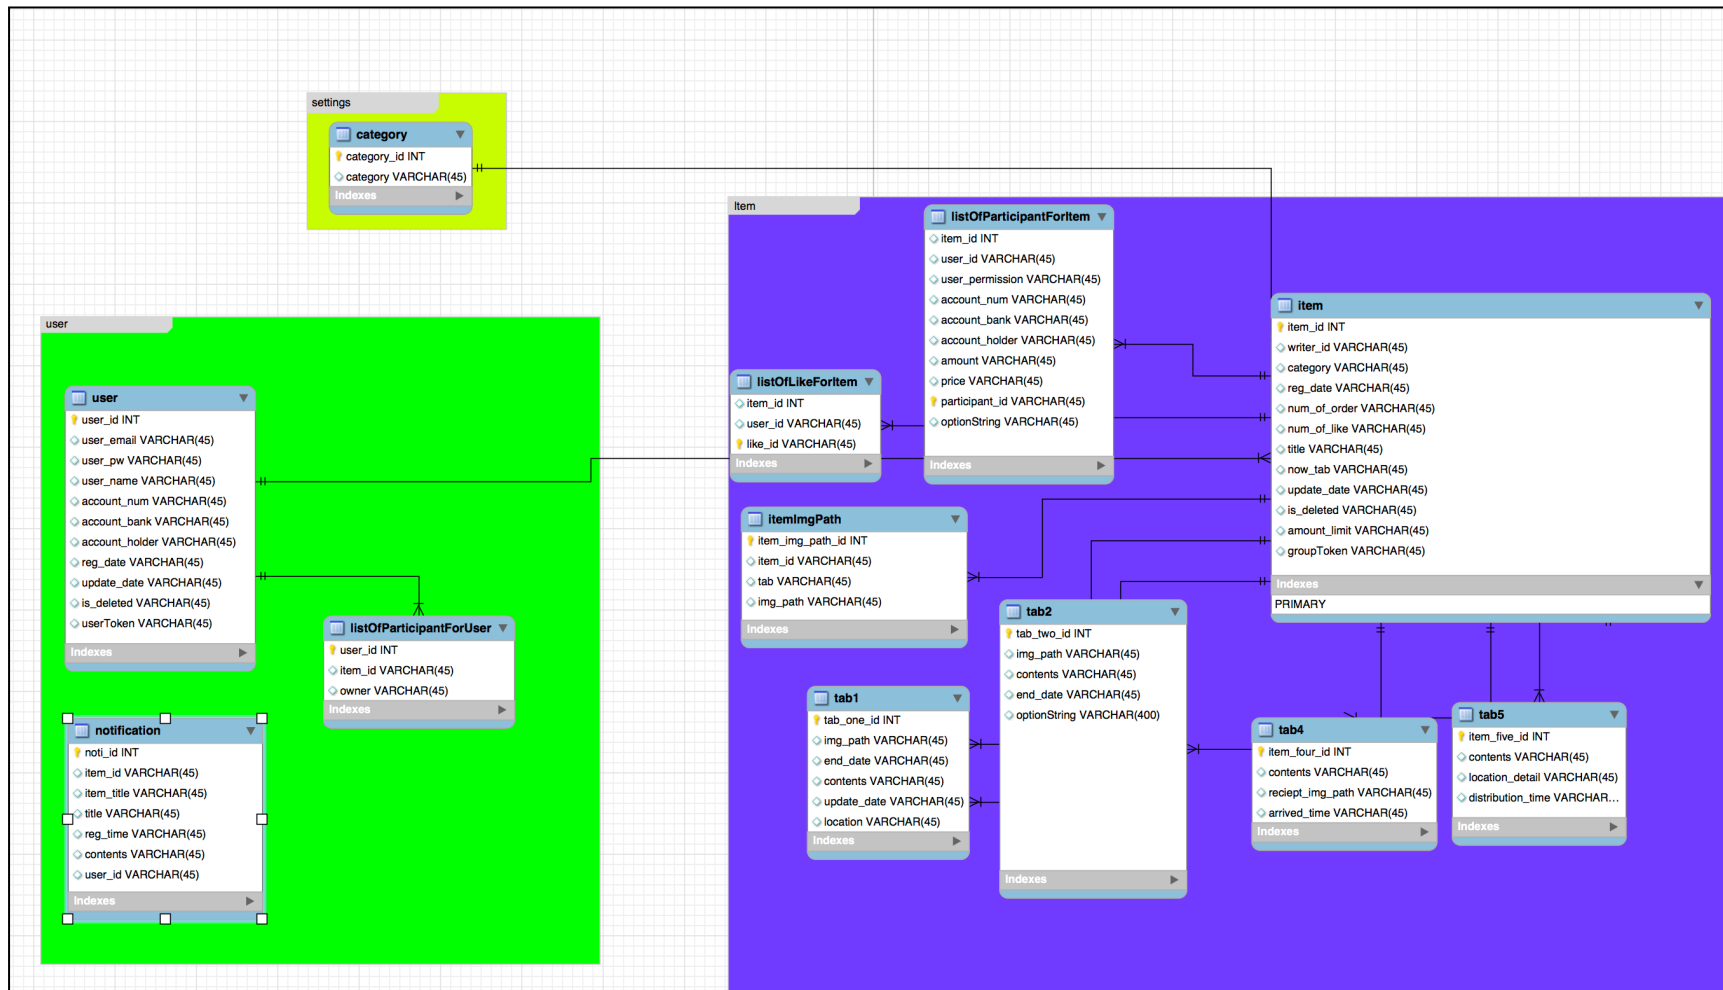 settings
category
category_id INT
category VARCHAR(45)
Indexes
Item
listOfParticipantForItem
item_id INT
user_id VARCHAR(45)
user_permission VARCHAR(45)
account_num VARCHAR(45)
account_bank VARCHAR(45)
account_holder VARCHAR(45)
amount VARCHAR(45)
price VARCHAR(45)
participant_id VARCHAR(45)
optionString VARCHAR(45)
Indexes
item
item_id INT
writer_id VARCHAR(45)
category VARCHAR(45)
reg_date VARCHAR(45)
num_of_order VARCHAR(45)
num_of_like VARCHAR(45)
title VARCHAR(45)
now_tab VARCHAR(45)
update_date VARCHAR(45)
is_deleted VARCHAR(45)
amount_limit VARCHAR(45)
groupToken VARCHAR(45)
Indexes
PRIMARY
listOfLikeForItem
item_id INT
user_id VARCHAR(45)
like_id VARCHAR(45)
Indexes
itemImgPath
item_img_path_id INT
item_id VARCHAR(45)
tab VARCHAR(45)
img_path VARCHAR(45)
Indexes
tab2
tab_two_id INT
img_path VARCHAR(45)
contents VARCHAR(45)
end_date VARCHAR(45)
optionString VARCHAR(400)
Indexes
tab1
tab_one_id INT
img_path VARCHAR(45)
end_date VARCHAR(45)
contents VARCHAR(45)
update_date VARCHAR(45)
location VARCHAR(45)
Indexes
tab4
item_four_id INT
contents VARCHAR(45)
reciept_img_path VARCHAR(45)
arrived_time VARCHAR(45)
Indexes
tab5
item_five_id INT
contents VARCHAR(45)
location_detail VARCHAR(45)
distribution_time VARCHAR...
Indexes
user
user
user_id INT
user_email VARCHAR(45)
user_pw VARCHAR(45)
user_name VARCHAR(45)
account_num VARCHAR(45)
account_bank VARCHAR(45)
account_holder VARCHAR(45)
reg_date VARCHAR(45)
update_date VARCHAR(45)
is_deleted VARCHAR(45)
userToken VARCHAR(45)
Indexes
listOfParticipantForUser
user_id INT
item_id VARCHAR(45)
owner VARCHAR(45)
Indexes
notification
noti_id INT
item_id VARCHAR(45)
item_title VARCHAR(45)
title VARCHAR(45)
reg_time VARCHAR(45)
contents VARCHAR(45)
user_id VARCHAR(45)
Indexes